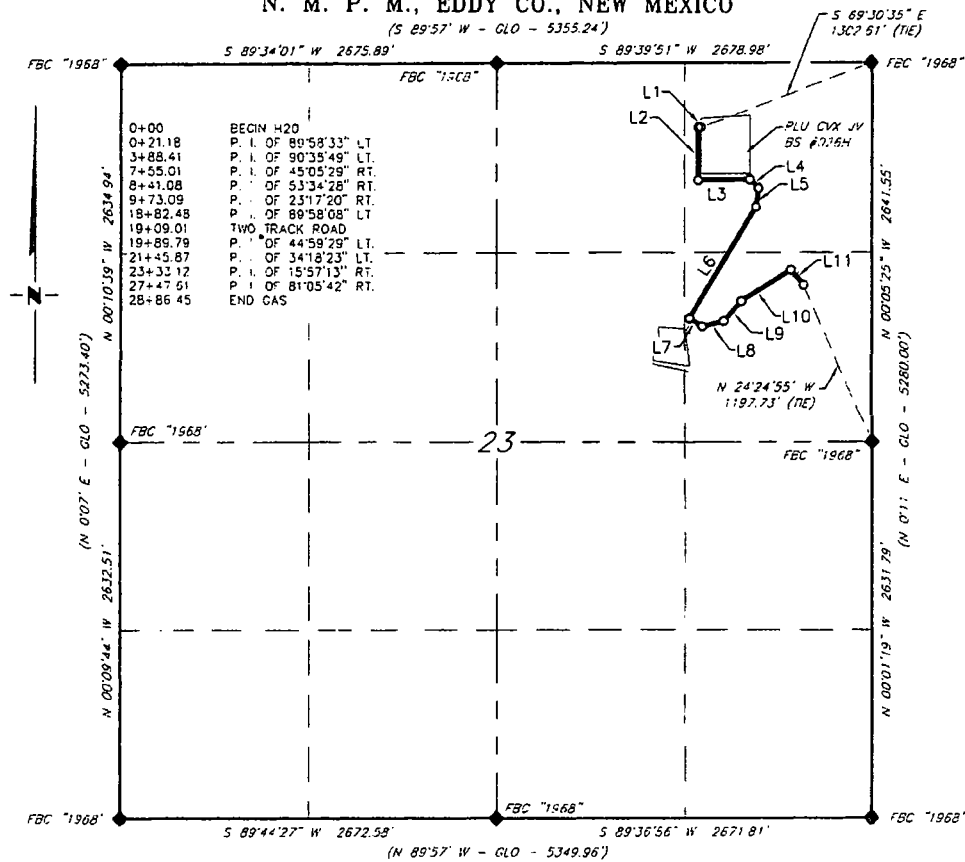 N. M. P. M., EDDY CO., NEW MEXICO
(S 89°57' W - GLO - 5355.24')
S 69°30'35" E
1302.61' (TIE)
S 89°34'01" W 2675.89'
S 89°39'51" W 2678.98'
FBC "1968"
FBC "1968"
FBC "1968"
L1
L2
L3
L4
L5
PLU CVX JV
BS #036H
0+00 BEGIN H20
0+21.18 P. I. OF 89°58'33" LT
3+88.41 P. I. OF 90°35'49" LT.
7+55.01 P. I. OF 45°05'29" RT.
8+41.08 P. I. OF 53°34'28" RT.
9+73.09 P. I. OF 23°17'20" RT.
18+82.48 P. I. OF 89°58'08" LT
19+09.01 TWO TRACK ROAD
19+89.79 P. I. OF 44°59'29" LT.
21+45.87 P. I. OF 34°18'23" LT.
23+33.12 P. I. OF 15°57'13" RT.
27+47.61 P. I. OF 81°05'42" RT.
28+86.45 END GAS
N 00°10'39" W 2634.94'
N 00°05'25" W 2641.55'
N
L6
L11
L10
L9
L8
L7
N 24°24'55" W
1197.73' (TIE)
(N 0°07' E - GLO - 5273.40')
(N 0°11' E - GLO - 5280.00')
FBC "1968"
23
FBC "1968"
N 00°09'44" W 2632.51'
N 00°01'19" W 2631.79'
FBC "1968"
FBC "1968"
FBC "1968"
S 89°44'27" W 2672.58'
S 89°36'56" W 2671.81'
(N 89°57' W - GLO - 5349.96')